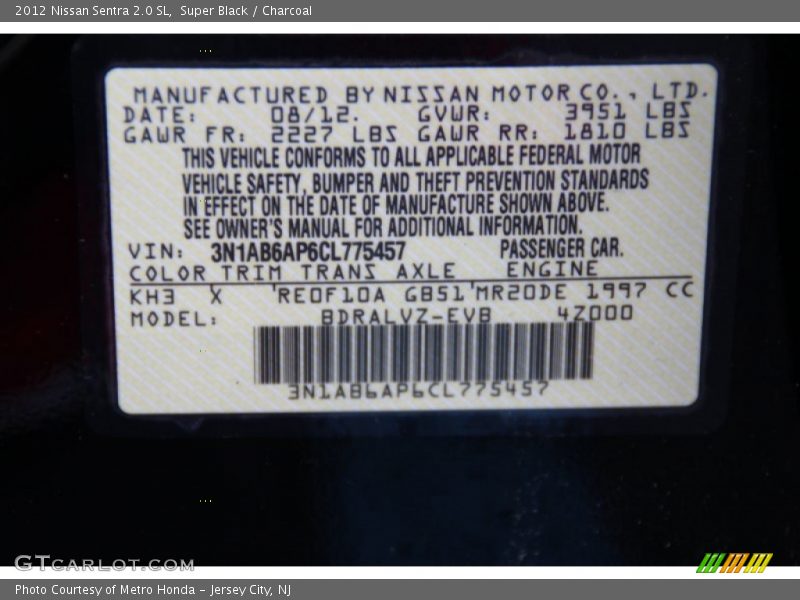 2012 Nissan Sentra 2.0 SL,  Super Black / Charcoal
MANUFACTURED BY NISSAN MOTOR CO., LTD.
DATE: 08/12. GVWR: 3951 LBS
GAWR FR: 2227 LBS GAWR RR: 1810 LBS
THIS VEHICLE CONFORMS TO ALL APPLICABLE FEDERAL MOTOR
VEHICLE SAFETY, BUMPER AND THEFT PREVENTION STANDARDS
IN EFFECT ON THE DATE OF MANUFACTURE SHOWN ABOVE.
SEE OWNER'S MANUAL FOR ADDITIONAL INFORMATION.
VIN: 3N1AB6AP6CL775457 PASSENGER CAR.
COLOR TRIM TRANS AXLE ENGINE
KH3 X RE0F10A GB51 MR20DE 1997 CC
MODEL: BDRALVZ-EVB 4Z000
3N1AB6AP6CL775457
GTCARLOT.COM
Photo Courtesy of Metro Honda – Jersey City, NJ